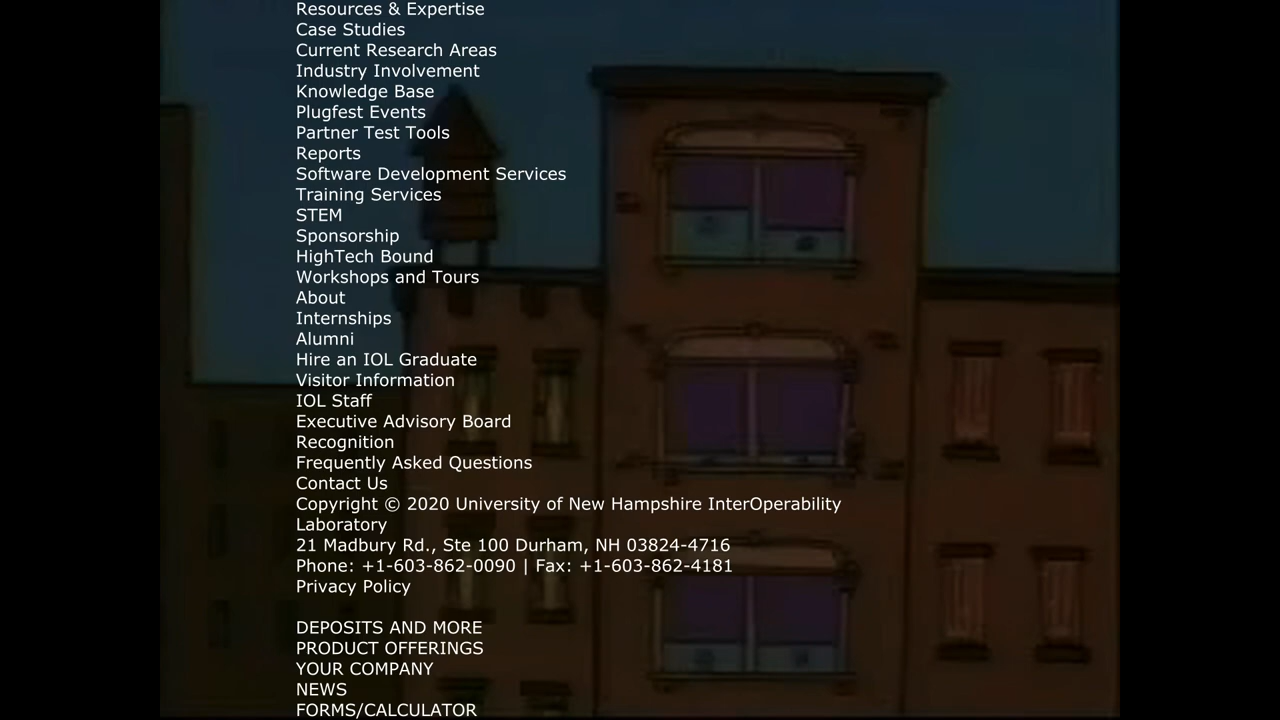 Resources & Expertise
Case Studies
Current Research Areas
Industry Involvement
Knowledge Base
Plugfest Events
Partner Test Tools
Reports
Software Development Services
Training Services
STEM
Sponsorship
HighTech Bound
Workshops and Tours
About
Internships
Alumni
Hire an IOL Graduate
Visitor Information
IOL Staff
Executive Advisory Board
Recognition
Frequently Asked Questions
Contact Us
Copyright © 2020 University of New Hampshire InterOperability
Laboratory
21 Madbury Rd., Ste 100 Durham, NH 03824-4716
Phone: +1-603-862-0090 | Fax: +1-603-862-4181
Privacy Policy
DEPOSITS AND MORE
PRODUCT OFFERINGS
YOUR COMPANY
NEWS
FORMS/CALCULATOR